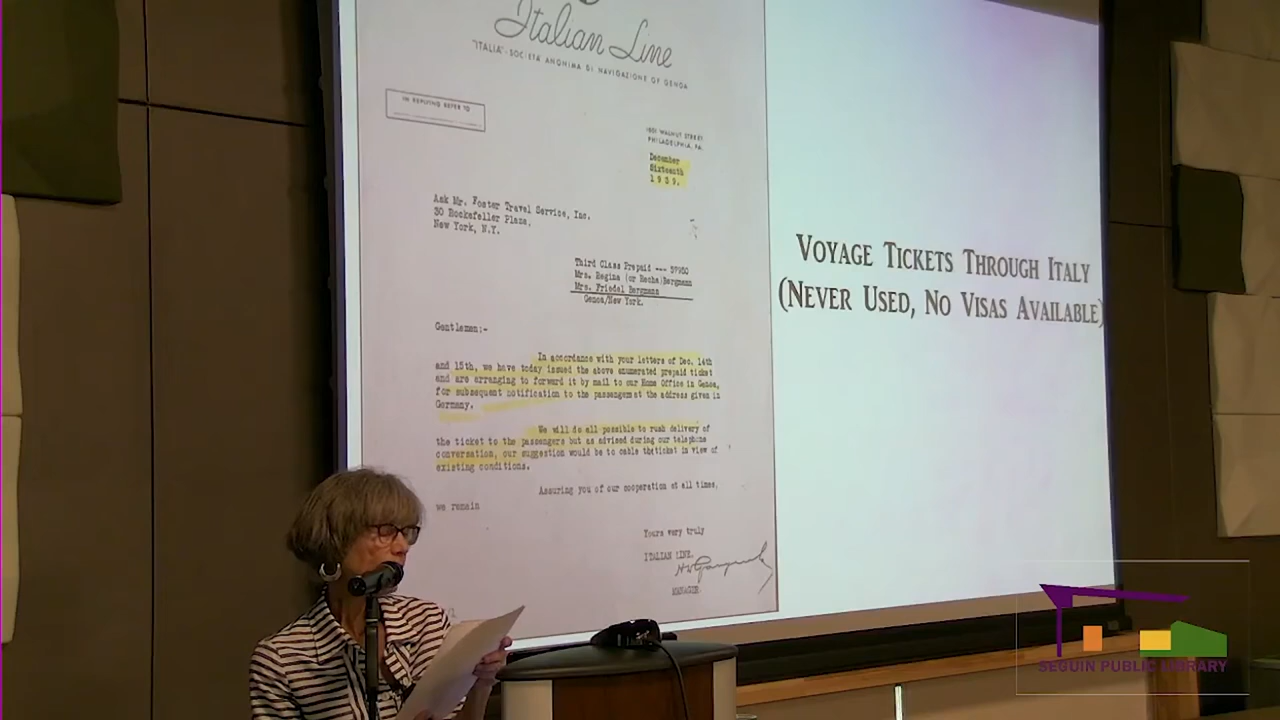 Italian Line
"ITALIA"-SOCIETÀ ANONIMA DI NAVIGAZIONE OF GENOA
IN REPLYING REFER TO
1601 WALNUT STREET
PHILADELPHIA, PA.
December
Sixteenth
1939.
Ask Mr. Foster Travel Service, Inc.
30 Rockefeller Plaza,
New York, N.Y.
Third Class Prepaid --- 57950
Mrs. Regina (or Recha) Bergmann
Mrs. Friedel Bergmann
Genoa/New York.
Gentlemen:-
In accordance with your letters of Dec. 14th
and 15th, we have today issued the above enumerated prepaid ticket
and are arranging to forward it by mail to our Home Office in Genoa,
for subsequent notification to the passengers at the address given in
Germany.
We will do all possible to rush delivery of
the ticket to the passengers but as advised during our telephone
conversation, our suggestion would be to cable the ticket in view of
existing conditions.
Assuring you of our cooperation at all times,
we remain
Yours very truly
ITALIAN LINE,
MANAGER.
VOYAGE TICKETS THROUGH ITALY
(NEVER USED, NO VISAS AVAILABLE)
SEGUIN PUBLIC LIBRARY